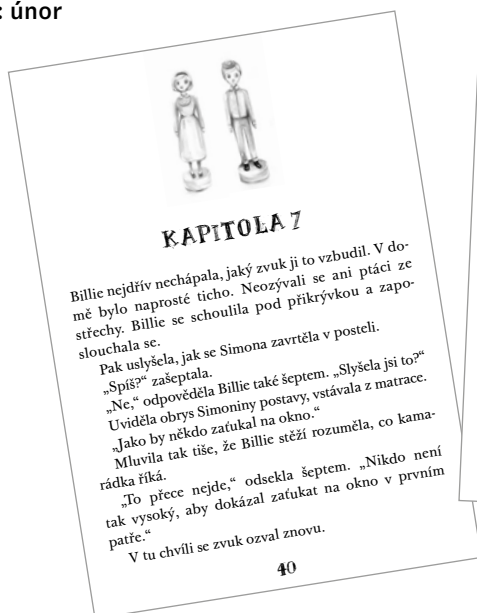 : únor
KAPITOLA 7
Billie nejdřív nechápala, jaký zvuk ji to vzbudil. V do-
mě bylo naprosté ticho. Neozývali se ani ptáci ze
střechy. Billie se schoulila pod přikrývkou a zapo-
slouchala se.
Pak uslyšela, jak se Simona zavrtěla v posteli.
„Spíš?“ zašeptala.
„Ne,“ odpověděla Billie také šeptem. „Slyšela jsi to?“
Uviděla obrys Simoniny postavy, vstávala z matrace.
„Jako by někdo zaťukal na okno.“
Mluvila tak tiše, že Billie stěží rozuměla, co kama-
rádka říká.
„To přece nejde,“ odsekla šeptem. „Nikdo není
tak vysoký, aby dokázal zaťukat na okno v prvním
patře.“
V tu chvíli se zvuk ozval znovu.
40